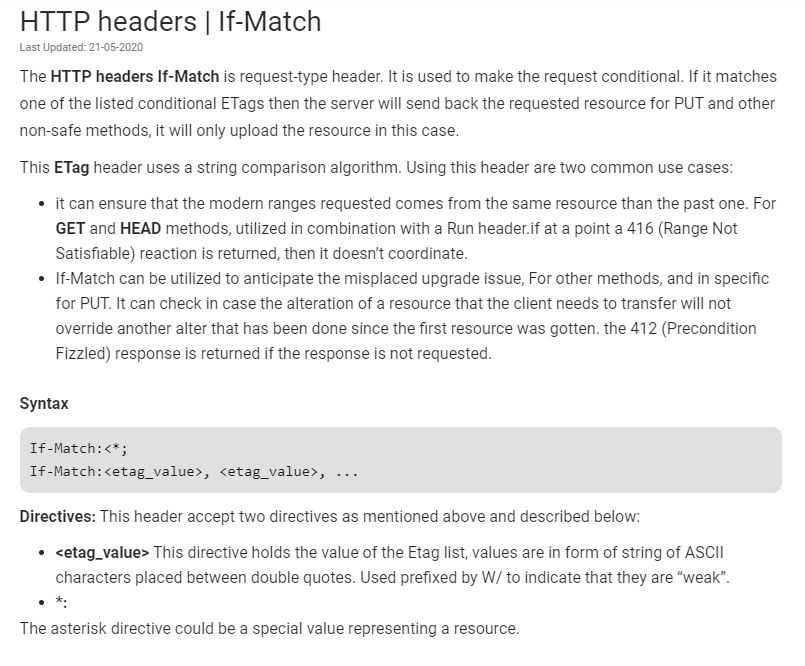 HTTP headers | If-Match
Last Updated: 21-05-2020
The HTTP headers If-Match is request-type header. It is used to make the request conditional. If it matches
one of the listed conditional ETags then the server will send back the requested resource for PUT and other
non-safe methods, it will only upload the resource in this case.
This ETag header uses a string comparison algorithm. Using this header are two common use cases:
• it can ensure that the modern ranges requested comes from the same resource than the past one. For
GET and HEAD methods, utilized in combination with a Run header.if at a point a 416 (Range Not
Satisfiable) reaction is returned, then it doesn't coordinate.
• If-Match can be utilized to anticipate the misplaced upgrade issue, For other methods, and in specific
for PUT. It can check in case the alteration of a resource that the client needs to transfer will not
override another alter that has been done since the first resource was gotten. the 412 (Precondition
Fizzled) response is returned if the response is not requested.
Syntax
If-Match:<*;
If-Match:<etag_value>, <etag_value>, ...
Directives: This header accept two directives as mentioned above and described below:
• <etag_value> This directive holds the value of the Etag list, values are in form of string of ASCII
characters placed between double quotes. Used prefixed by W/ to indicate that they are “weak”.
• *:
The asterisk directive could be a special value representing a resource.